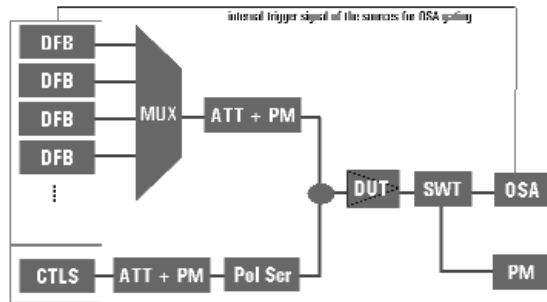 internal trigger signal of the sources for OSA gating
DFB
DFB
DFB
DFB
MUX
ATT + PM
DUT
SWT
OSA
CTLS
ATT + PM
Pol Scr
PM